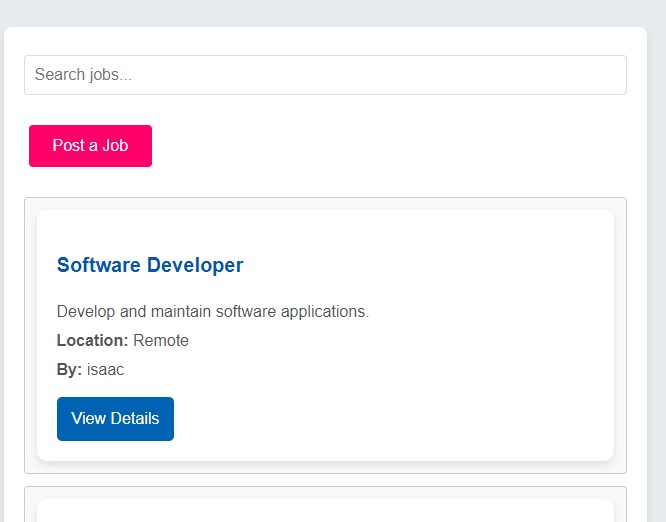 Search jobs...
Post a Job
Software Developer
Develop and maintain software applications.
Location: Remote
By: isaac
View Details